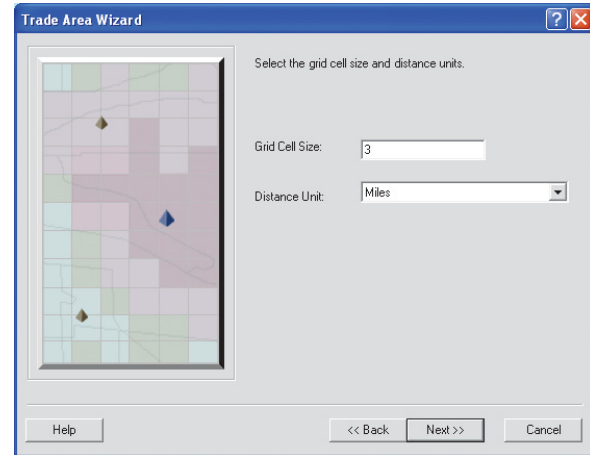 Trade Area Wizard
Select the grid cell size and distance units.
Grid Cell Size: 3
Distance Unit: Miles
Help << Back Next >> Cancel